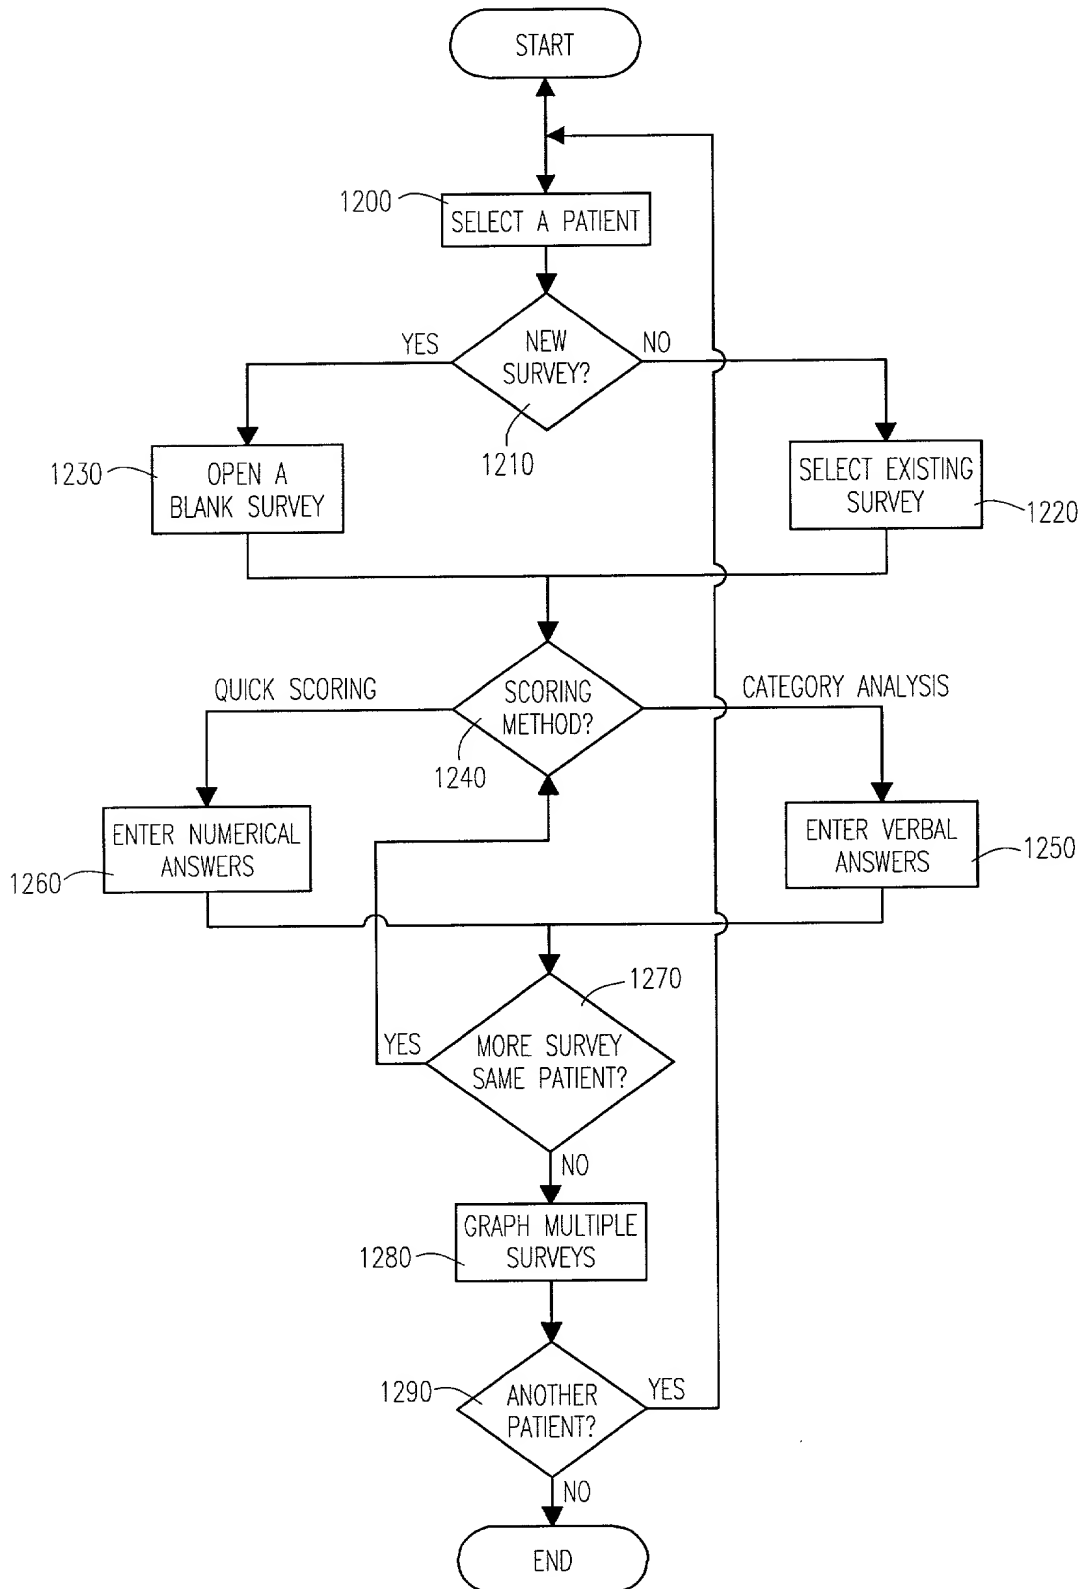 START
1200
SELECT A PATIENT
YES
NEW
SURVEY?
NO
1210
1230
OPEN A
BLANK SURVEY
SELECT EXISTING
SURVEY
1220
QUICK SCORING
SCORING
METHOD?
CATEGORY ANALYSIS
1240
ENTER NUMERICAL
ANSWERS
1260
ENTER VERBAL
ANSWERS
1250
1270
YES
MORE SURVEY
SAME PATIENT?
NO
GRAPH MULTIPLE
SURVEYS
1280
1290
ANOTHER
PATIENT?
YES
NO
END